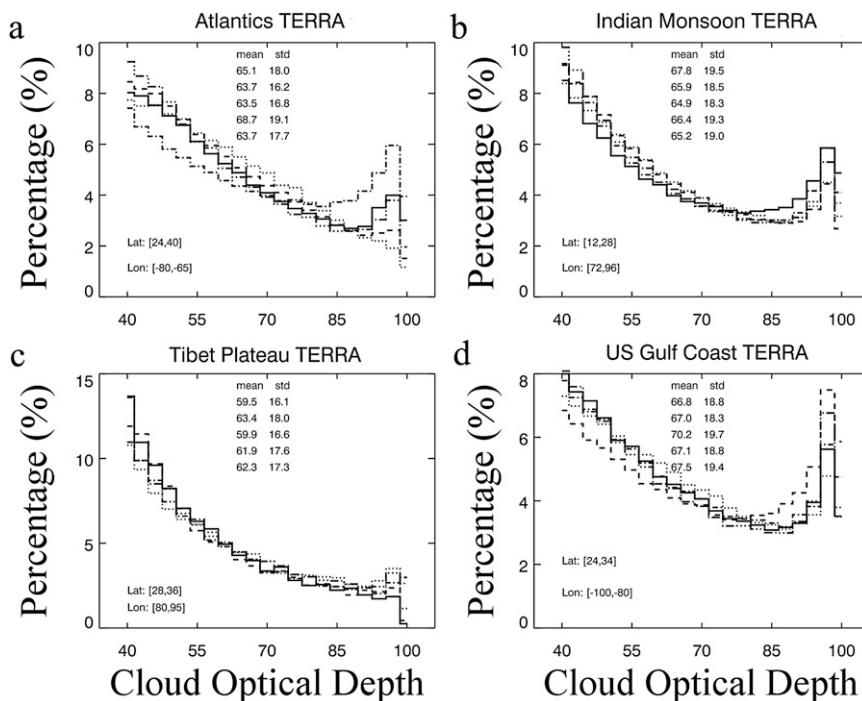 a
Atlantics TERRA
Percentage (%)
10
8
6
4
2
0
mean std
65.1 18.0
63.7 16.2
63.5 16.8
68.7 19.1
63.7 17.7
Lat: [24,40]
Lon: [-80,-65]
40 55 70 85 100
b
Indian Monsoon TERRA
Percentage (%)
10
8
6
4
2
0
mean std
67.8 19.5
65.9 18.5
64.9 18.3
66.4 19.3
65.2 19.0
Lat: [12,28]
Lon: [72,96]
40 55 70 85 100
c
Tibet Plateau TERRA
Percentage (%)
15
10
5
0
mean std
59.5 16.1
63.4 18.0
59.9 16.6
61.9 17.6
62.3 17.3
Lat: [28,36]
Lon: [80,95]
40 55 70 85 100
Cloud Optical Depth
d
US Gulf Coast TERRA
Percentage (%)
8
6
4
2
0
mean std
66.8 18.8
67.0 18.3
70.2 19.7
67.1 18.8
67.5 19.4
Lat: [24,34]
Lon: [-100,-80]
40 55 70 85 100
Cloud Optical Depth